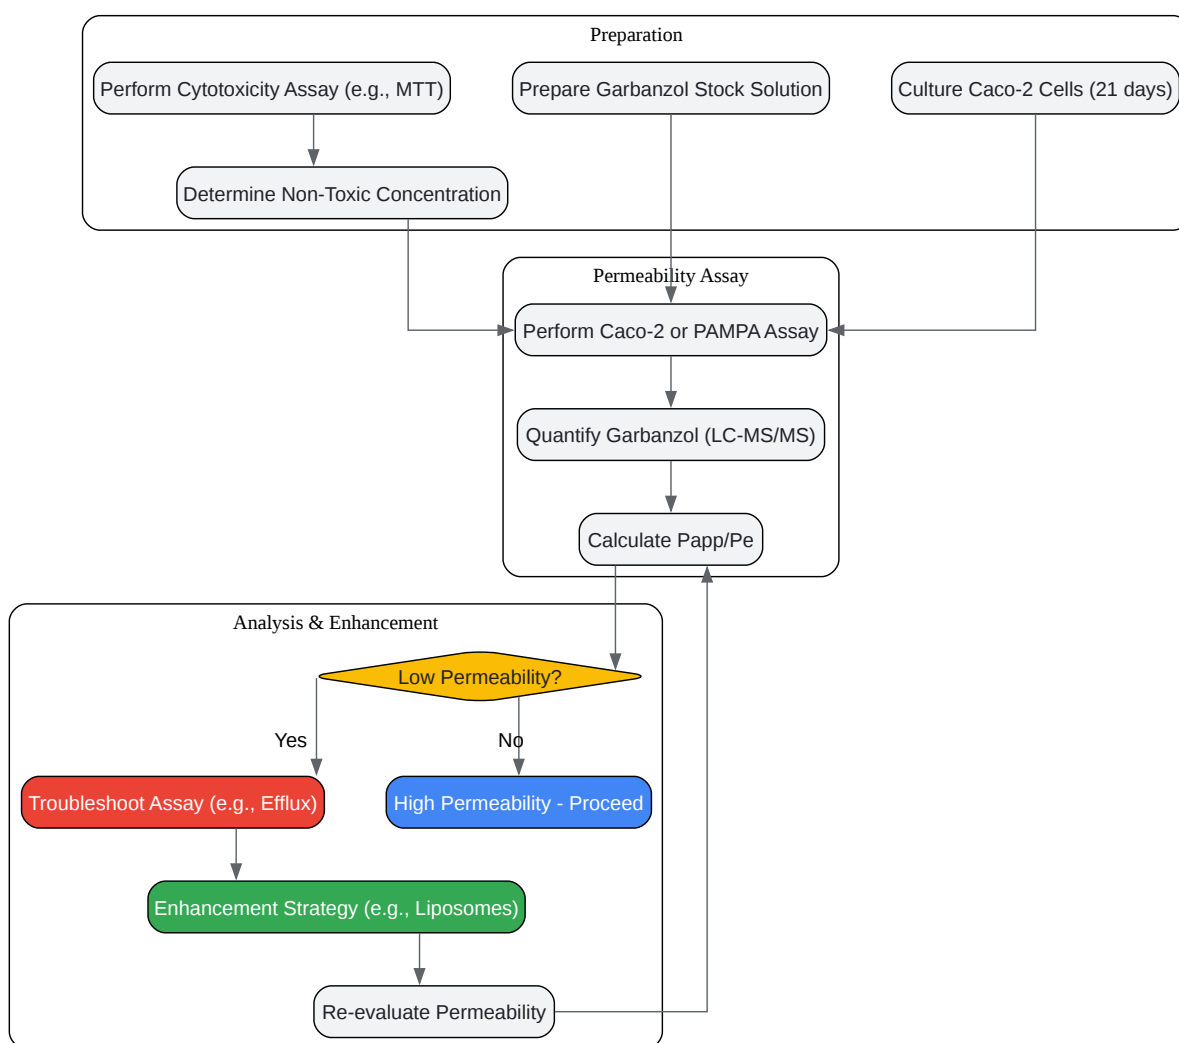 Preparation
Perform Cytotoxicity Assay (e.g., MTT)
Prepare Garbanzol Stock Solution
Culture Caco-2 Cells (21 days)
Determine Non-Toxic Concentration
Permeability Assay
Perform Caco-2 or PAMPA Assay
Quantify Garbanzol (LC-MS/MS)
Calculate Papp/Pe
Analysis & Enhancement
Low Permeability?
Yes
No
Troubleshoot Assay (e.g., Efflux)
High Permeability - Proceed
Enhancement Strategy (e.g., Liposomes)
Re-evaluate Permeability